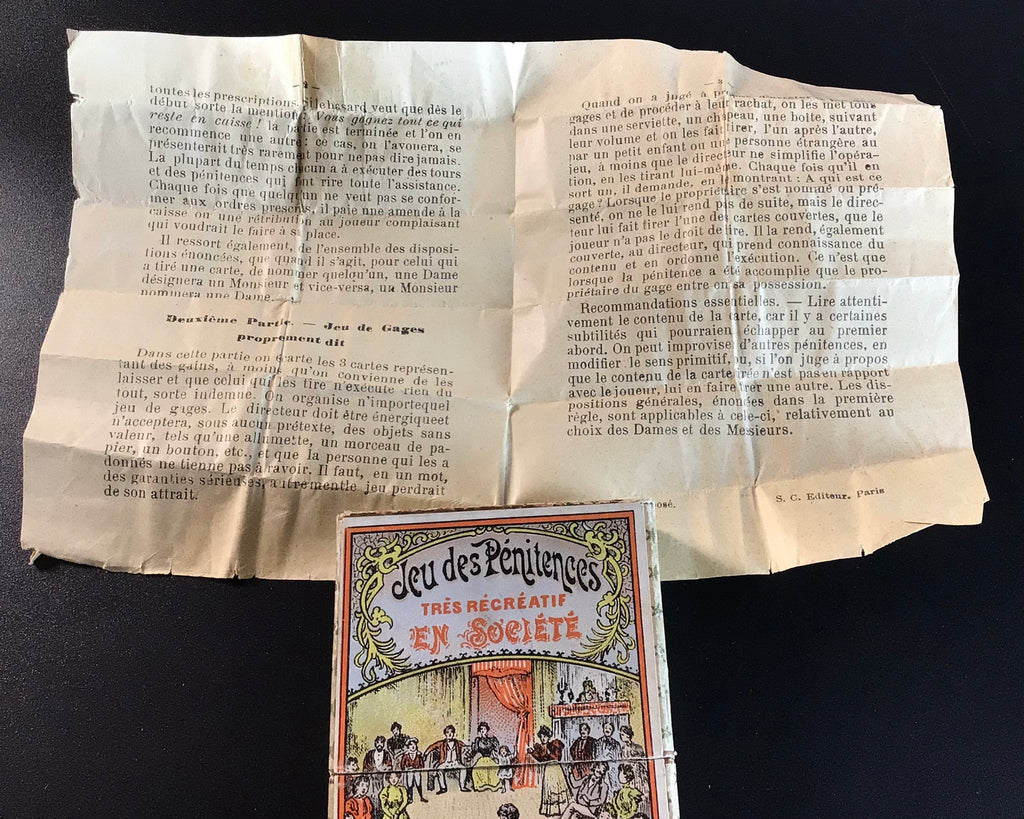 — 2 —
toutes les prescriptions. Si le hasard veut que dès le
début sorte la mention : Vous gagnez tout ce qui
reste en caisse ! la partie est terminée et l'on en
recommence une autre : ce cas, on l'avouera, se
présenterait très rarement pour ne pas dire jamais.
La plupart du temps chacun a à exécuter des tours
et des pénitences qui font rire toute l'assistance.
Chaque fois que quelqu'un ne veut pas se confor-
mer aux ordres prescris, il paie une amende à la
caisse ou une rétribution au joueur complaisant
qui voudrait le faire à sa place.
Il ressort également, de l'ensemble des disposi-
tions énoncées, que quand il s'agit, pour celui qui
a tiré une carte, de nommer quelqu'un, une Dame
désignera un Monsieur et vice-versa, un Monsieur
nommera une Dame.
Deuxième Partie. — Jeu de Gages
proprement dit
Dans cette partie on écarte les 3 cartes représen-
tant des gains, à moins qu'on convienne de les
laisser et que celui qui les tire n'exécute rien du
tout, sorte indemne. On organise n'importequel
jeu de gages. Le directeur doit être énergiqueet
n'acceptera, sous aucun prétexte, des objets sans
valeur, tels qu'une allumette, un morceau de pa-
pier, un bouton, etc., et que la personne qui les a
donnés ne tienne pas à ravoir. Il faut, en un mot,
des garanties sérieuses, autrementle jeu perdrait
de son attrait.
— 3
Quand on a jugé à
gages et de procéder à leur rachat, on les met tous
dans une serviette, un chapeau, une boite, suivant
leur volume et on les fait tirer, l'un après l'autre,
par un petit enfant ou une personne étrangère au
jeu, à moins que le directeur ne simplifie l'opéra-
tion, en les tirant lui-même. Chaque fois qu'il en
sort un, il demande, en le montrant : A qui est ce
gage ? Lorsque le propriétaire s'est nommé ou pré-
senté, on ne le lui rend pas de suite, mais le direc-
teur lui fait tirer l'une des cartes couvertes, que le
joueur n'a pas le droit de lire. Il la rend, également
couverte, au directeur, qui prend connaissance du
contenu et en ordonne l'exécution. Ce n'est que
lorsque la pénitence a été accomplie que le pro-
priétaire du gage entre en sa possession.
Recommandations essentielles. — Lire attenti-
vement le contenu de la carte, car il y a certaines
subtilités qui pourraient échapper au premier
abord. On peut improviser d'autres pénitences, en
modifier le sens primitif ou, si l'on juge à propos
que le contenu de la carte tirée n'est pas en rapport
avec le joueur, lui en faire tirer une autre. Les dis-
positions générales, énoncées dans la première
règle, sont applicables à cele-ci, relativement au
choix des Dames et des Messieurs.
posé.
S. C. Editeur. Paris
Jeu des Pénitences
TRÈS RÉCRÉATIF
EN SOCIÉTÉ